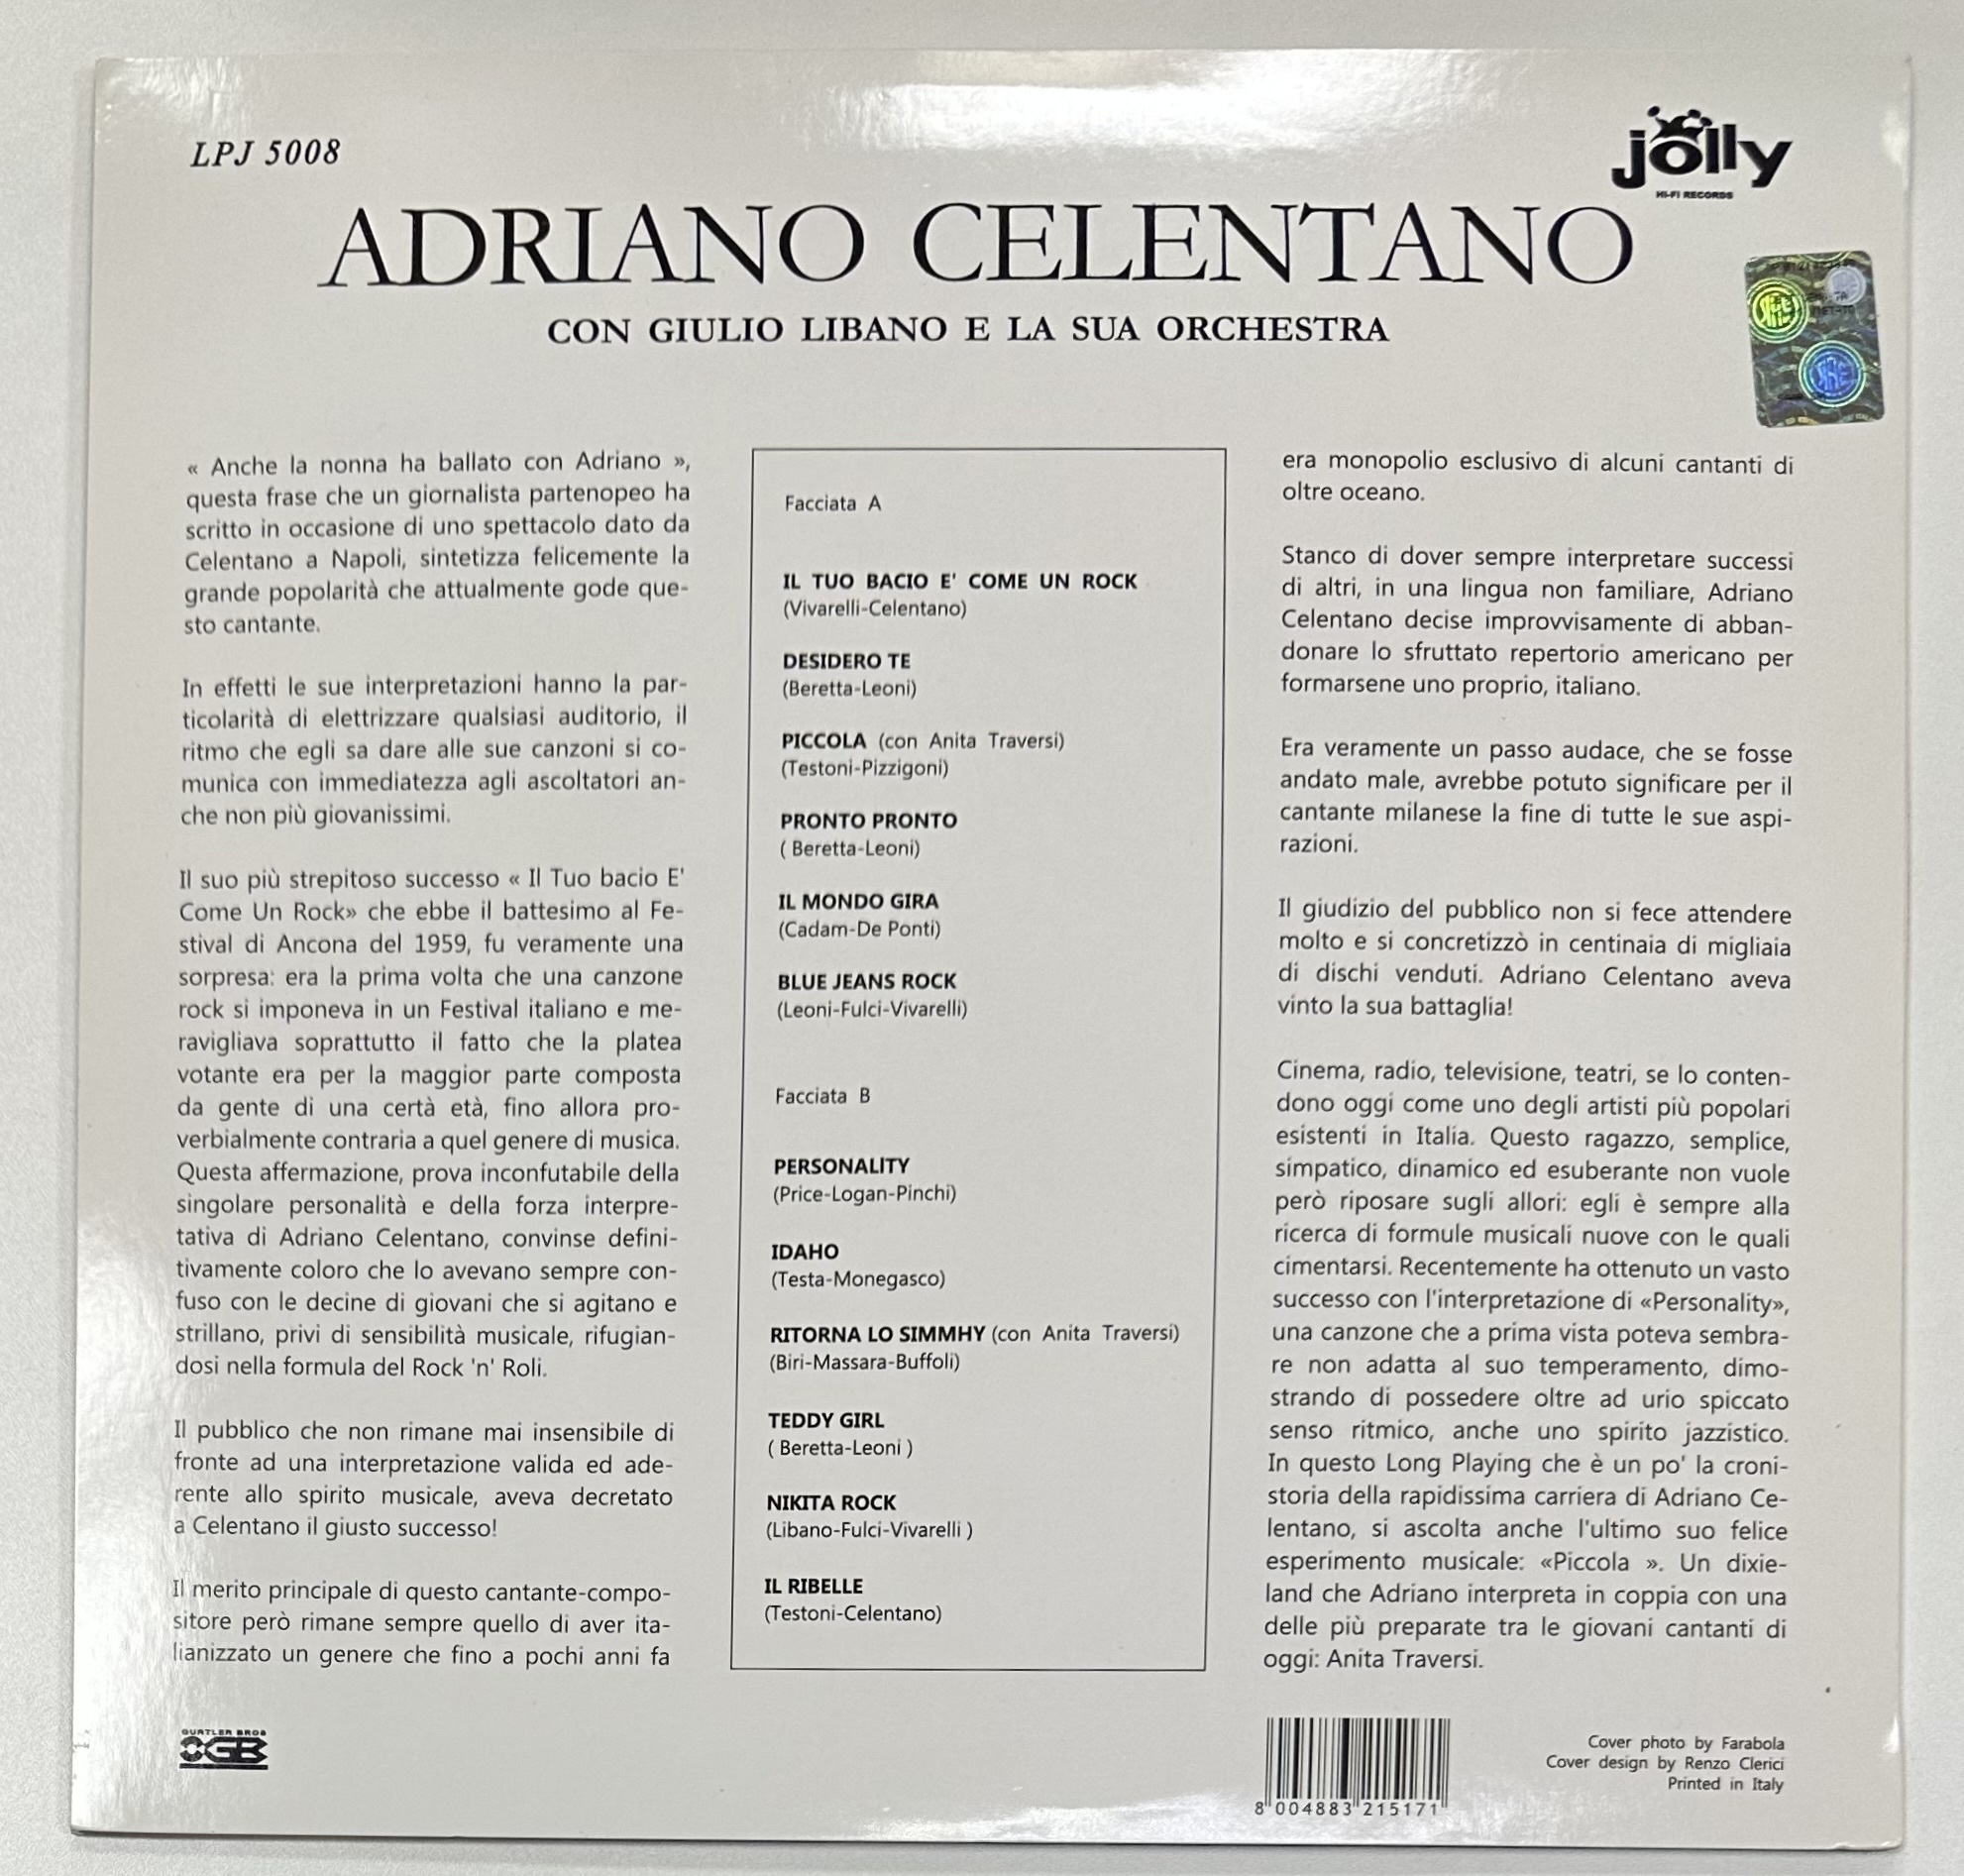 LPJ 5008
jolly
HI-FI RECORDS
ADRIANO CELENTANO
CON GIULIO LIBANO E LA SUA ORCHESTRA
« Anche la nonna ha ballato con Adriano »,
questa frase che un giornalista partenopeo ha
scritto in occasione di uno spettacolo dato da
Celentano a Napoli, sintetizza felicemente la
grande popolarità che attualmente gode que-
sto cantante.
In effetti le sue interpretazioni hanno la par-
ticolarità di elettrizzare qualsiasi auditorio, il
ritmo che egli sa dare alle sue canzoni si co-
munica con immediatezza agli ascoltatori an-
che non più giovanissimi.
Il suo più strepitoso successo « Il Tuo bacio E'
Come Un Rock» che ebbe il battesimo al Fe-
stival di Ancona del 1959, fu veramente una
sorpresa: era la prima volta che una canzone
rock si imponeva in un Festival italiano e me-
ravigliava soprattutto il fatto che la platea
votante era per la maggior parte composta
da gente di una certà età, fino allora pro-
verbialmente contraria a quel genere di musica.
Questa affermazione, prova inconfutabile della
singolare personalità e della forza interpre-
tativa di Adriano Celentano, convinse defini-
tivamente coloro che lo avevano sempre con-
fuso con le decine di giovani che si agitano e
strillano, privi di sensibilità musicale, rifugian-
dosi nella formula del Rock 'n' Roli.
Il pubblico che non rimane mai insensibile di
fronte ad una interpretazione valida ed ade-
rente allo spirito musicale, aveva decretato
a Celentano il giusto successo!
Il merito principale di questo cantante-compo-
sitore però rimane sempre quello di aver ita-
lianizzato un genere che fino a pochi anni fa
Facciata A
IL TUO BACIO E' COME UN ROCK
(Vivarelli-Celentano)
DESIDERO TE
(Beretta-Leoni)
PICCOLA (con Anita Traversi)
(Testoni-Pizzigoni)
PRONTO PRONTO
( Beretta-Leoni)
IL MONDO GIRA
(Cadam-De Ponti)
BLUE JEANS ROCK
(Leoni-Fulci-Vivarelli)
Facciata B
PERSONALITY
(Price-Logan-Pinchi)
IDAHO
(Testa-Monegasco)
RITORNA LO SIMMHY (con Anita Traversi)
(Biri-Massara-Buffoli)
TEDDY GIRL
( Beretta-Leoni )
NIKITA ROCK
(Libano-Fulci-Vivarelli )
IL RIBELLE
(Testoni-Celentano)
era monopolio esclusivo di alcuni cantanti di
oltre oceano.
Stanco di dover sempre interpretare successi
di altri, in una lingua non familiare, Adriano
Celentano decise improvvisamente di abban-
donare lo sfruttato repertorio americano per
formarsene uno proprio, italiano.
Era veramente un passo audace, che se fosse
andato male, avrebbe potuto significare per il
cantante milanese la fine di tutte le sue aspi-
razioni.
Il giudizio del pubblico non si fece attendere
molto e si concretizzò in centinaia di migliaia
di dischi venduti. Adriano Celentano aveva
vinto la sua battaglia!
Cinema, radio, televisione, teatri, se lo conten-
dono oggi come uno degli artisti più popolari
esistenti in Italia. Questo ragazzo, semplice,
simpatico, dinamico ed esuberante non vuole
però riposare sugli allori: egli è sempre alla
ricerca di formule musicali nuove con le quali
cimentarsi. Recentemente ha ottenuto un vasto
successo con l'interpretazione di «Personality»,
una canzone che a prima vista poteva sembra-
re non adatta al suo temperamento, dimo-
strando di possedere oltre ad urio spiccato
senso ritmico, anche uno spirito jazzistico.
In questo Long Playing che è un po' la croni-
storia della rapidissima carriera di Adriano Ce-
lentano, si ascolta anche l'ultimo suo felice
esperimento musicale: «Piccola ». Un dixie-
land che Adriano interpreta in coppia con una
delle più preparate tra le giovani cantanti di
oggi: Anita Traversi.
GURTLER BROS
GB
8 004883 215171
Cover photo by Farabola
Cover design by Renzo Clerici
Printed in Italy